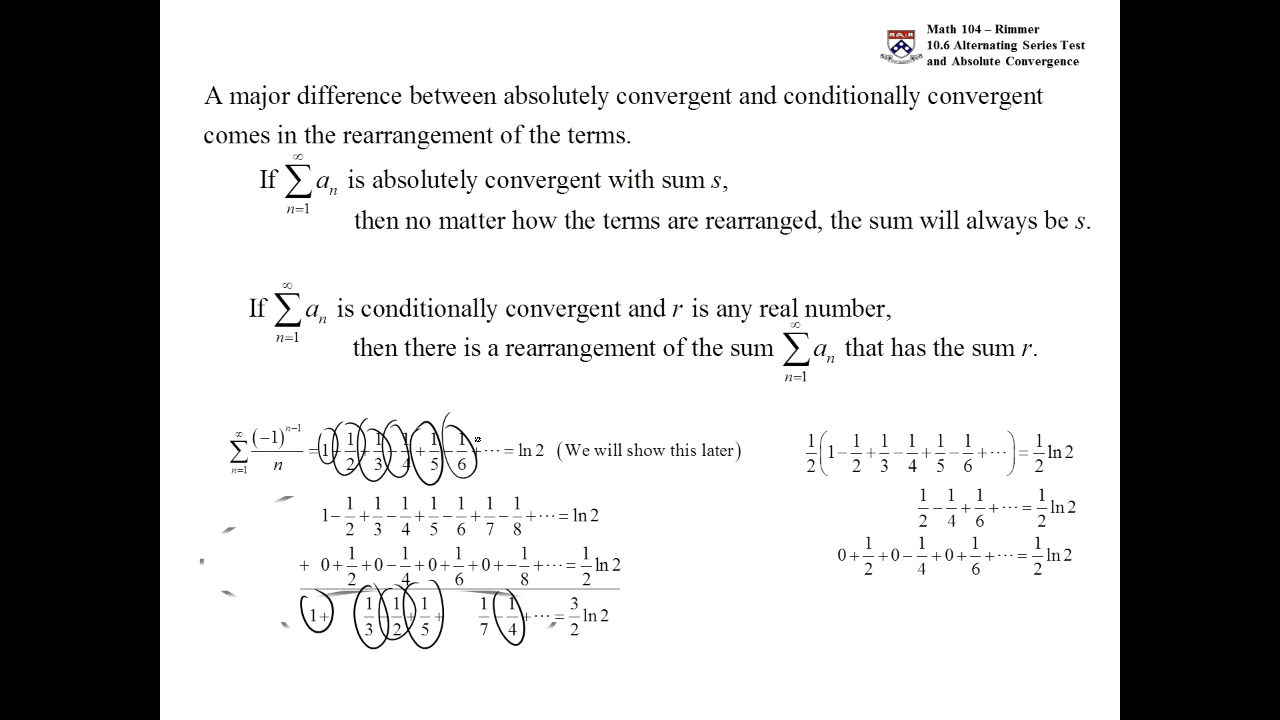 Math 104 – Rimmer
10.6 Alternating Series Test
and Absolute Convergence
A major difference between absolutely convergent and conditionally convergent
comes in the rearrangement of the terms.
If ∑_{n=1}^{∞} a_n is absolutely convergent with sum s,
then no matter how the terms are rearranged, the sum will always be s.
If ∑_{n=1}^{∞} a_n is conditionally convergent and r is any real number,
then there is a rearrangement of the sum ∑_{n=1}^{∞} a_n that has the sum r.
∑_{n=1}^{∞} (-1)^{n-1}/n = 1 - 1/2 + 1/3 - 1/4 + 1/5 - 1/6 + ⋯ = ln 2 (We will show this later)
1 - 1/2 + 1/3 - 1/4 + 1/5 - 1/6 + 1/7 - 1/8 + ⋯ = ln 2
+ 0 + 1/2 + 0 - 1/4 + 0 + 1/6 + 0 + - 1/8 + ⋯ = 1/2 ln 2
1 + 1/3 - 1/2 + 1/5 + 1/7 - 1/4 + ⋯ = 3/2 ln 2
1/2 (1 - 1/2 + 1/3 - 1/4 + 1/5 - 1/6 + ⋯) = 1/2 ln 2
1/2 - 1/4 + 1/6 + ⋯ = 1/2 ln 2
0 + 1/2 + 0 - 1/4 + 0 + 1/6 + ⋯ = 1/2 ln 2